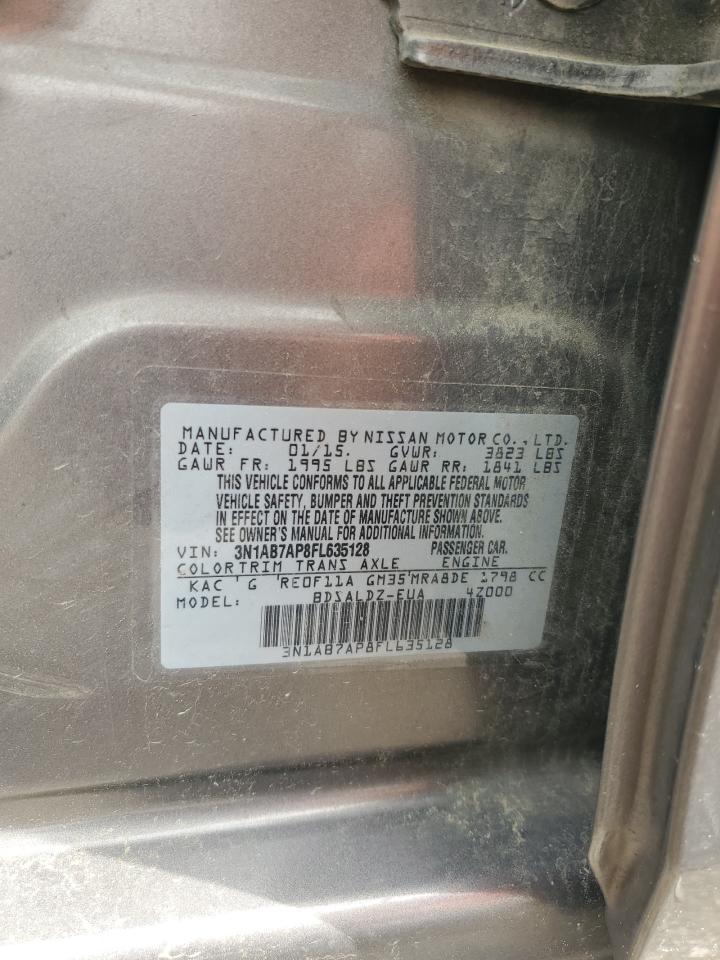 MANUFACTURED BY NISSAN MOTOR CO., LTD.
DATE: 01/15. GVWR: 3823 LBS
GAWR FR: 1995 LBS GAWR RR: 1841 LBS
THIS VEHICLE CONFORMS TO ALL APPLICABLE FEDERAL MOTOR
VEHICLE SAFETY, BUMPER AND THEFT PREVENTION STANDARDS
IN EFFECT ON THE DATE OF MANUFACTURE SHOWN ABOVE.
SEE OWNER'S MANUAL FOR ADDITIONAL INFORMATION.
VIN: 3N1AB7AP8FL635128 PASSENGER CAR.
COLORTRIM TRANS AXLE ENGINE
KAC 'G 'RE0F11A GM35'MRA8DE 1798 CC
MODEL: BDSALDZ-EUA 4Z000
3N1AB7AP8FL635128